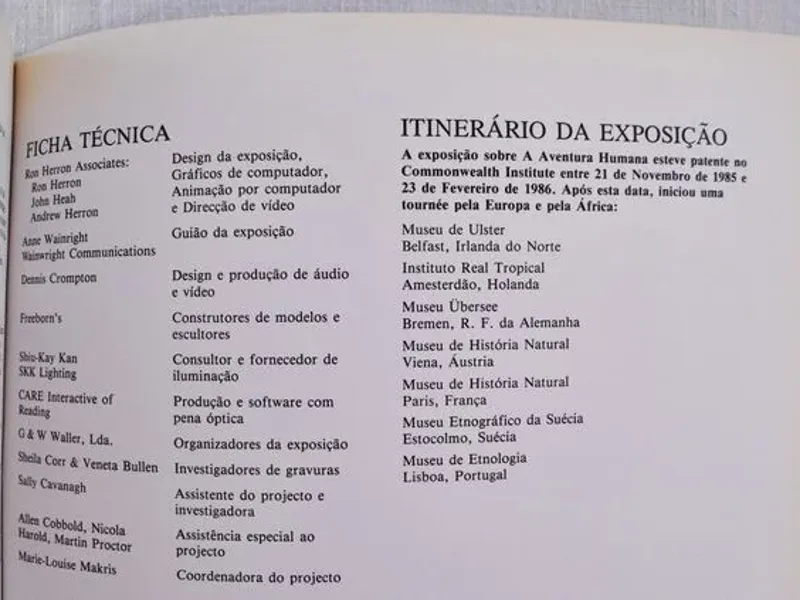 FICHA TÉCNICA
Ron Herron Associates:
Ron Herron
John Heah
Andrew Herron
Design da exposição,
Gráficos de computador,
Animação por computador
e Direcção de vídeo
Anne Wainright
Wainwright Communications
Guião da exposição
Dennis Crompton
Design e produção de áudio
e vídeo
Freeborn's
Construtores de modelos e
escultores
Shiu-Kay Kan
SKK Lighting
Consultor e fornecedor de
iluminação
CARE Interactive of
Reading
Produção e software com
pena óptica
G & W Waller, Lda.
Organizadores da exposição
Sheila Corr & Veneta Bullen
Investigadores de gravuras
Sally Cavanagh
Assistente do projecto e
investigadora
Allen Cobbold, Nicola
Harold, Martin Proctor
Assistência especial ao
projecto
Marie-Louise Makris
Coordenadora do projecto
ITINERÁRIO DA EXPOSIÇÃO
A exposição sobre A Aventura Humana esteve patente no
Commonwealth Institute entre 21 de Novembro de 1985 e
23 de Fevereiro de 1986. Após esta data, iniciou uma
tournée pela Europa e pela África:
Museu de Ulster
Belfast, Irlanda do Norte
Instituto Real Tropical
Amesterdão, Holanda
Museu Übersee
Bremen, R. F. da Alemanha
Museu de História Natural
Viena, Áustria
Museu de História Natural
Paris, França
Museu Etnográfico da Suécia
Estocolmo, Suécia
Museu de Etnologia
Lisboa, Portugal